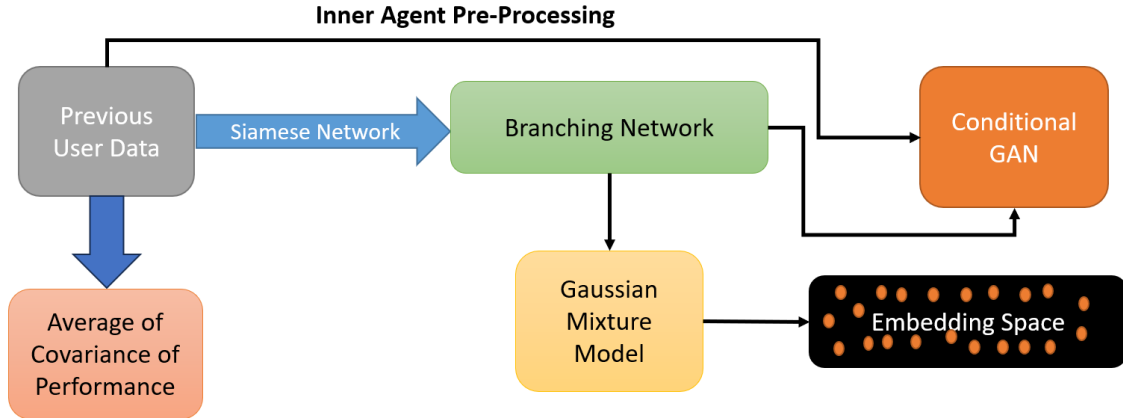 Inner Agent Pre-Processing
Previous
User Data
Siamese Network
Branching Network
Conditional
GAN
Average of
Covariance of
Performance
Gaussian
Mixture
Model
Embedding Space